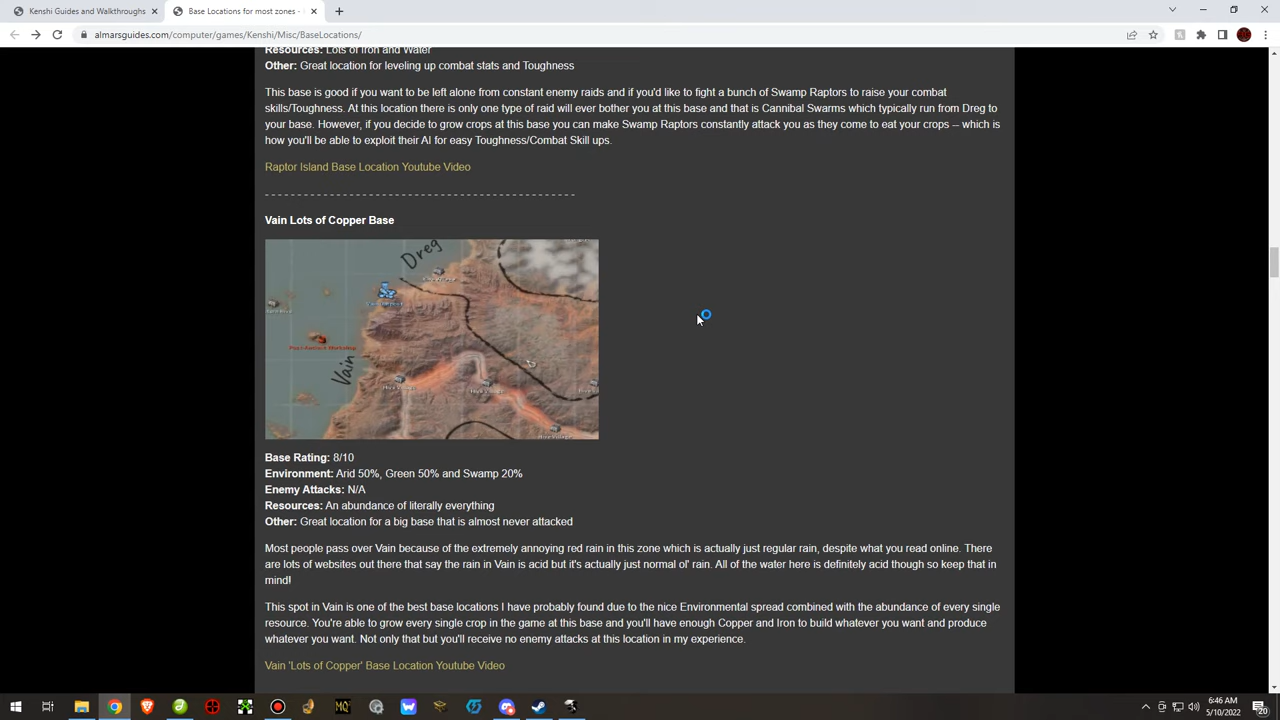 Kenshi Guides and Walkthroughs
Base Locations for most zones -
almarsguides.com/computer/games/Kenshi/Misc/BaseLocations/
Resources: Lots of Iron and Water
Other: Great location for leveling up combat stats and Toughness
This base is good if you want to be left alone from constant enemy raids and if you'd like to fight a bunch of Swamp Raptors to raise your combat
skills/Toughness. At this location there is only one type of raid will ever bother you at this base and that is Cannibal Swarms which typically run from Dreg to
your base. However, if you decide to grow crops at this base you can make Swamp Raptors constantly attack you as they come to eat your crops -- which is
how you'll be able to exploit their AI for easy Toughness/Combat Skill ups.
Raptor Island Base Location Youtube Video
- - - - - - - - - - - - - - - - - - - - - - - - - - - - - - - - - - - - - - - - - - - - - - - - - - -
Vain Lots of Copper Base
Dreg
Vain
Base Rating: 8/10
Environment: Arid 50%, Green 50% and Swamp 20%
Enemy Attacks: N/A
Resources: An abundance of literally everything
Other: Great location for a big base that is almost never attacked
Most people pass over Vain because of the extremely annoying red rain in this zone which is actually just regular rain, despite what you read online. There
are lots of websites out there that say the rain in Vain is acid but it's actually just normal ol' rain. All of the water here is definitely acid though so keep that in
mind!
This spot in Vain is one of the best base locations I have probably found due to the nice Environmental spread combined with the abundance of every single
resource. You're able to grow every single crop in the game at this base and you'll have enough Copper and Iron to build whatever you want and produce
whatever you want. Not only that but you'll receive no enemy attacks at this location in my experience.
Vain 'Lots of Copper' Base Location Youtube Video
MQ
6:46 AM
5/10/2022
20